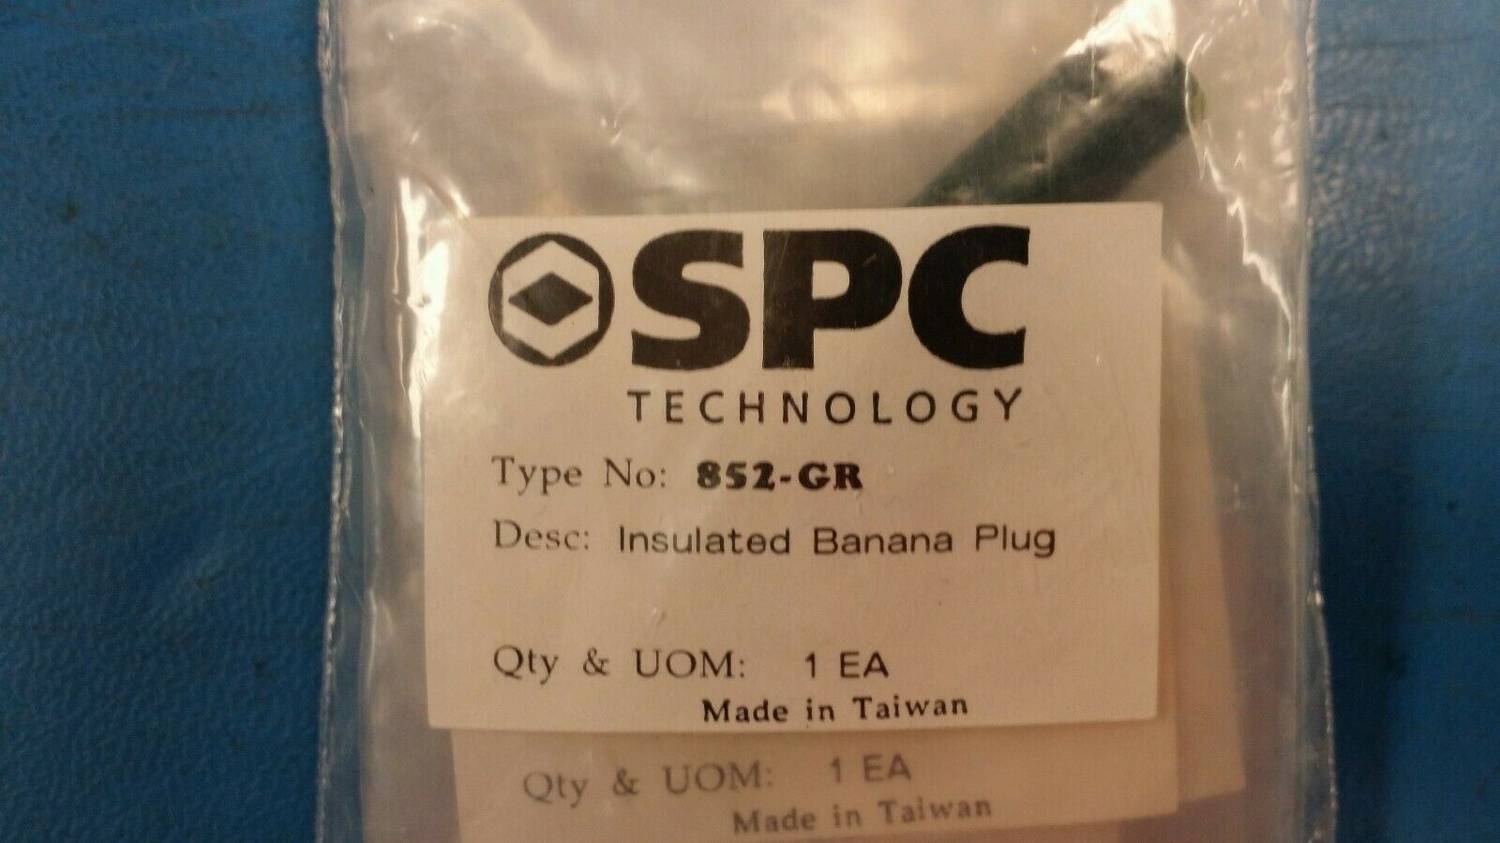 SPC
TECHNOLOGY
Type No: 852-GR
Desc: Insulated Banana Plug
Qty & UOM: 1 EA
Made in Taiwan
Qty & UOM: 1 EA
Made in Taiwan